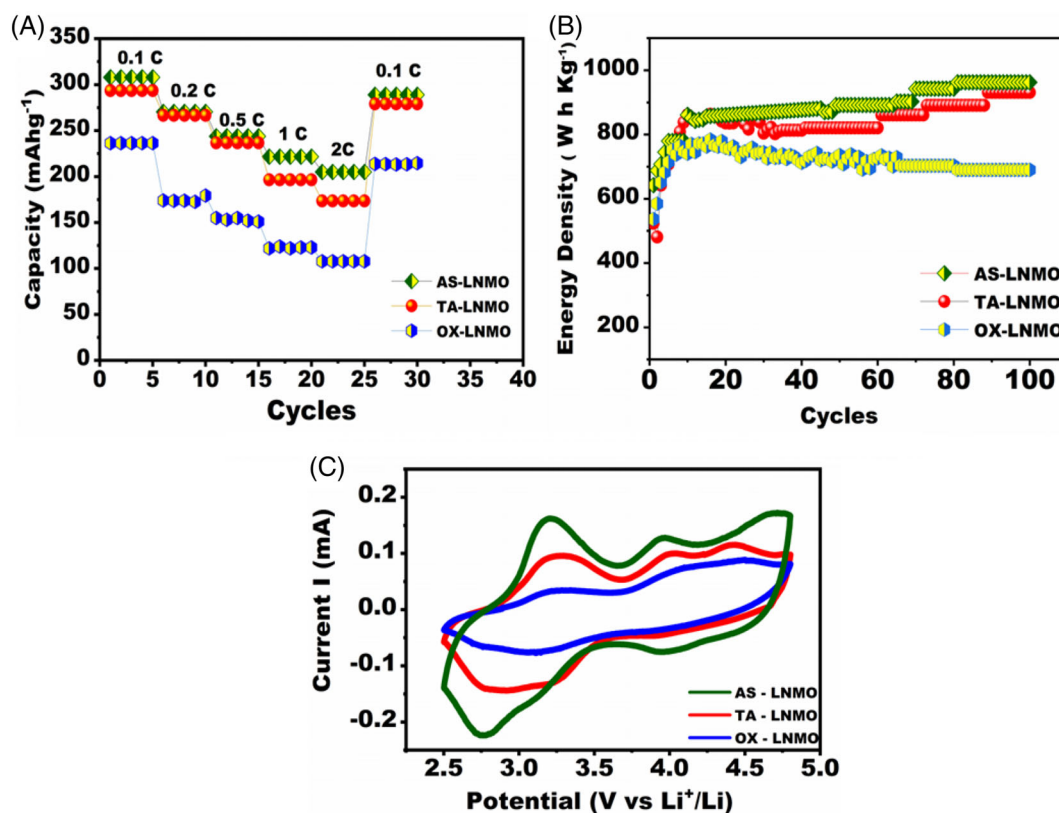 (A)
350
300
250
200
150
100
50
0
Capacity (mAhg⁻¹)
0.1 C
0.2 C
0.5 C
1 C
2C
0.1 C
AS-LNMO
TA-LNMO
OX-LNMO
0 5 10 15 20 25 30 35 40
Cycles
(B)
1000
800
600
400
200
Energy Density ( W h Kg⁻¹)
AS-LNMO
TA-LNMO
OX-LNMO
0 20 40 60 80 100
Cycles
(C)
0.2
0.1
0.0
-0.1
-0.2
Current I (mA)
AS - LNMO
TA - LNMO
OX - LNMO
2.5 3.0 3.5 4.0 4.5 5.0
Potential (V vs Li⁺/Li)